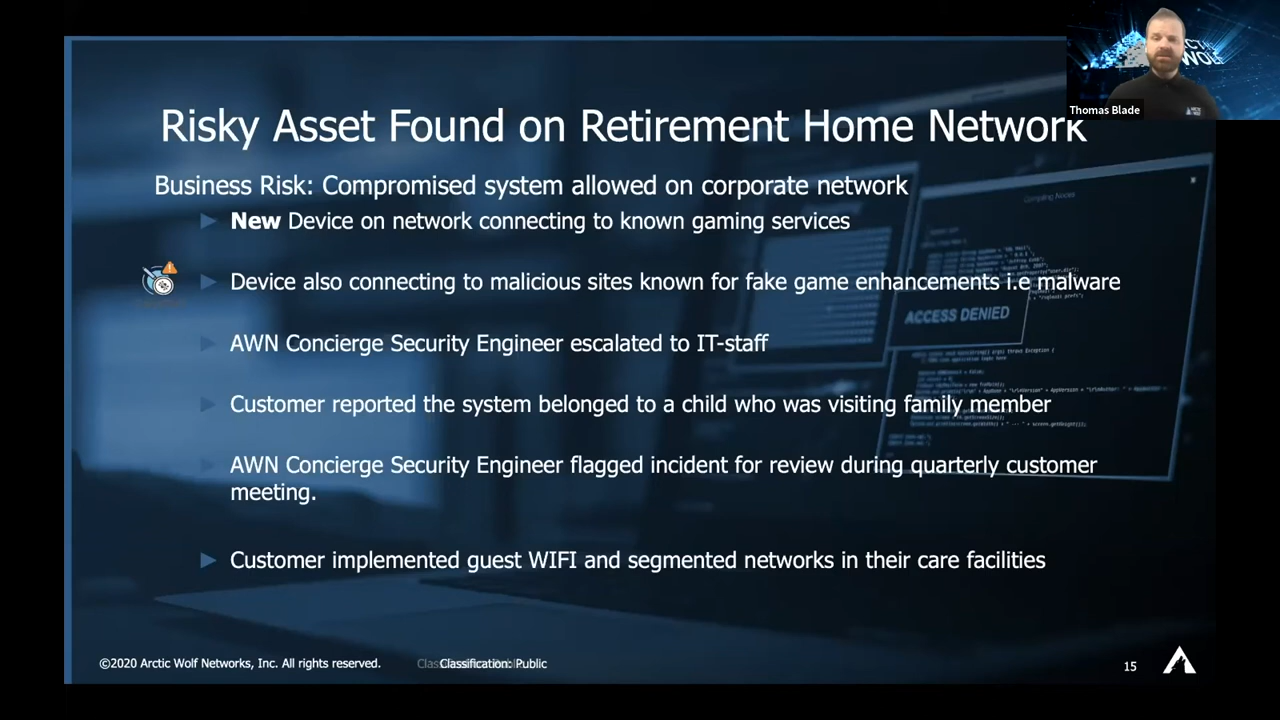 ARCTIC
WOLF
Thomas Blade
Risky Asset Found on Retirement Home Network
Business Risk: Compromised system allowed on corporate network
New Device on network connecting to known gaming services
Device also connecting to malicious sites known for fake game enhancements i.e malware
ACCESS DENIED
AWN Concierge Security Engineer escalated to IT-staff
Customer reported the system belonged to a child who was visiting family member
AWN Concierge Security Engineer flagged incident for review during quarterly customer
meeting.
Customer implemented guest WIFI and segmented networks in their care facilities
©2020 Arctic Wolf Networks, Inc. All rights reserved.
Classification: Public
15